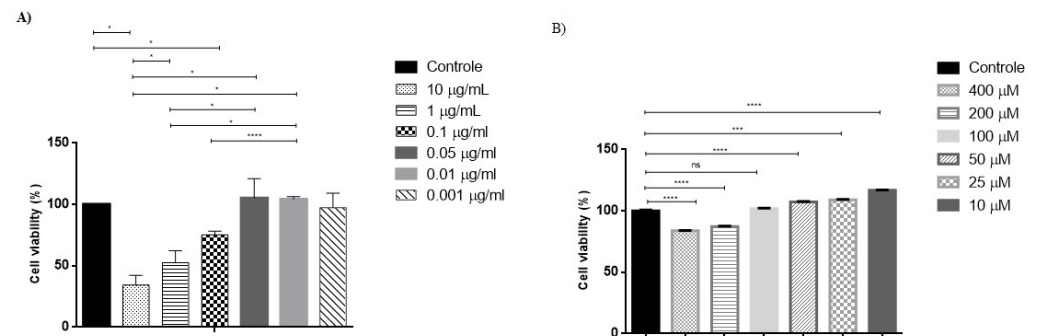 A)
*
*
*
*
*
*
*
****
Controle
10 µg/mL
1 µg/mL
0.1 µg/ml
0.05 µg/ml
0.01 µg/ml
0.001 µg/ml
150
100
50
0
Cell viability (%)
B)
****
***
****
ns
****
****
Controle
400 µM
200 µM
100 µM
50 µM
25 µM
10 µM
150
100
50
0
Cell viability (%)